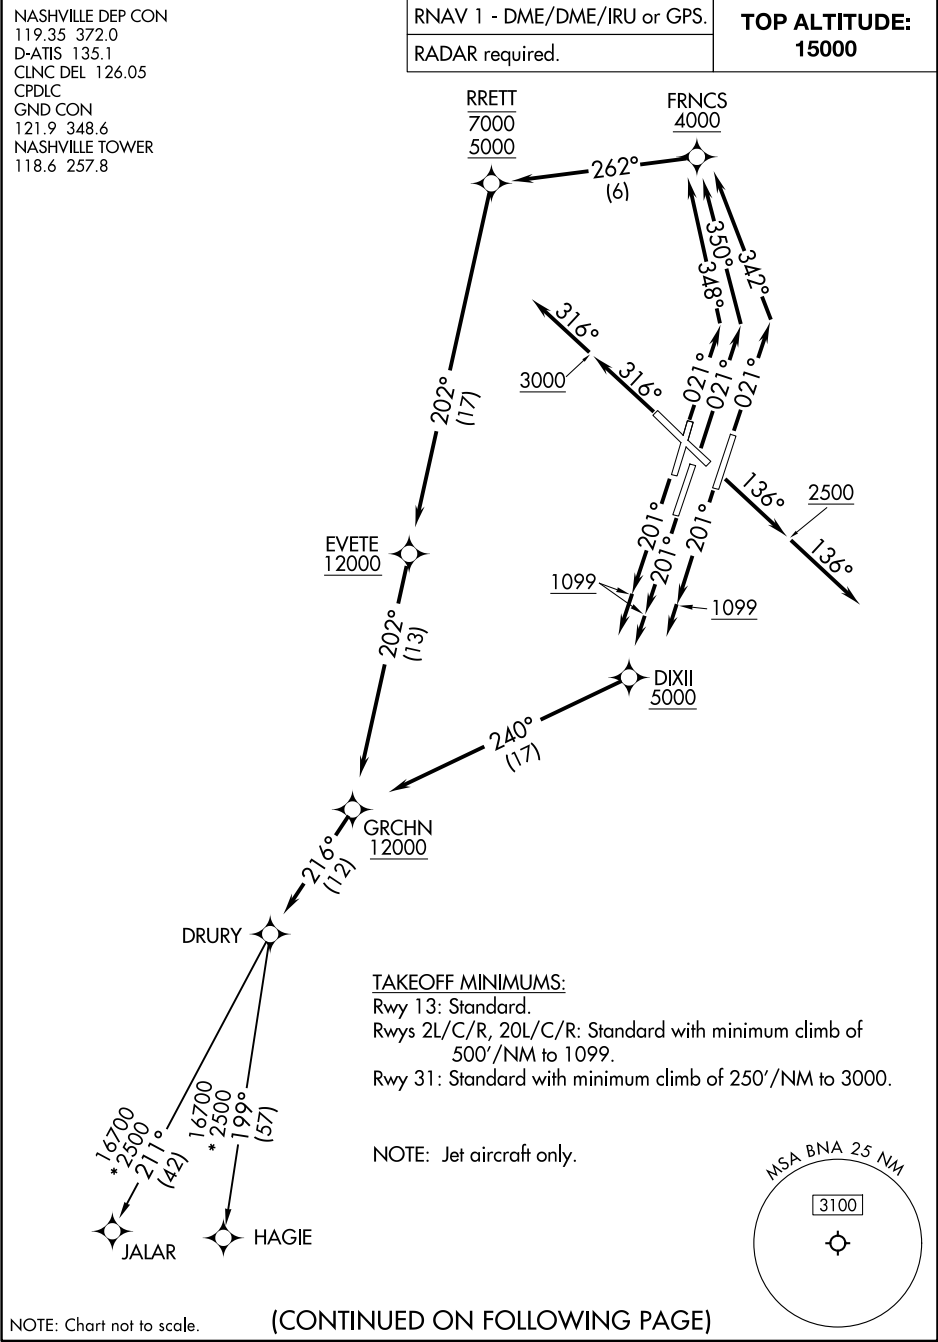 NASHVILLE DEP CON
119.35 372.0
D-ATIS 135.1
CLNC DEL 126.05
CPDLC
GND CON
121.9 348.6
NASHVILLE TOWER
118.6 257.8
RNAV 1 - DME/DME/IRU or GPS.
RADAR required.
TOP ALTITUDE:
15000
RRETT
7000
5000
FRNCS
4000
262°
(6)
350°
342°
348°
316°
3000
316°
021°
021°
021°
202°
(17)
136°
2500
136°
201°
201°
201°
1099
1099
EVETE
12000
202°
(13)
DIXII
5000
240°
(17)
GRCHN
12000
216°
(12)
DRURY
TAKEOFF MINIMUMS:
Rwy 13: Standard.
Rwys 2L/C/R, 20L/C/R: Standard with minimum climb of
500'/NM to 1099.
Rwy 31: Standard with minimum climb of 250'/NM to 3000.
16700
*2500
211°
(42)
16700
*2500
199°
(57)
NOTE: Jet aircraft only.
MSA BNA 25 NM
3100
JALAR
HAGIE
NOTE: Chart not to scale.
(CONTINUED ON FOLLOWING PAGE)